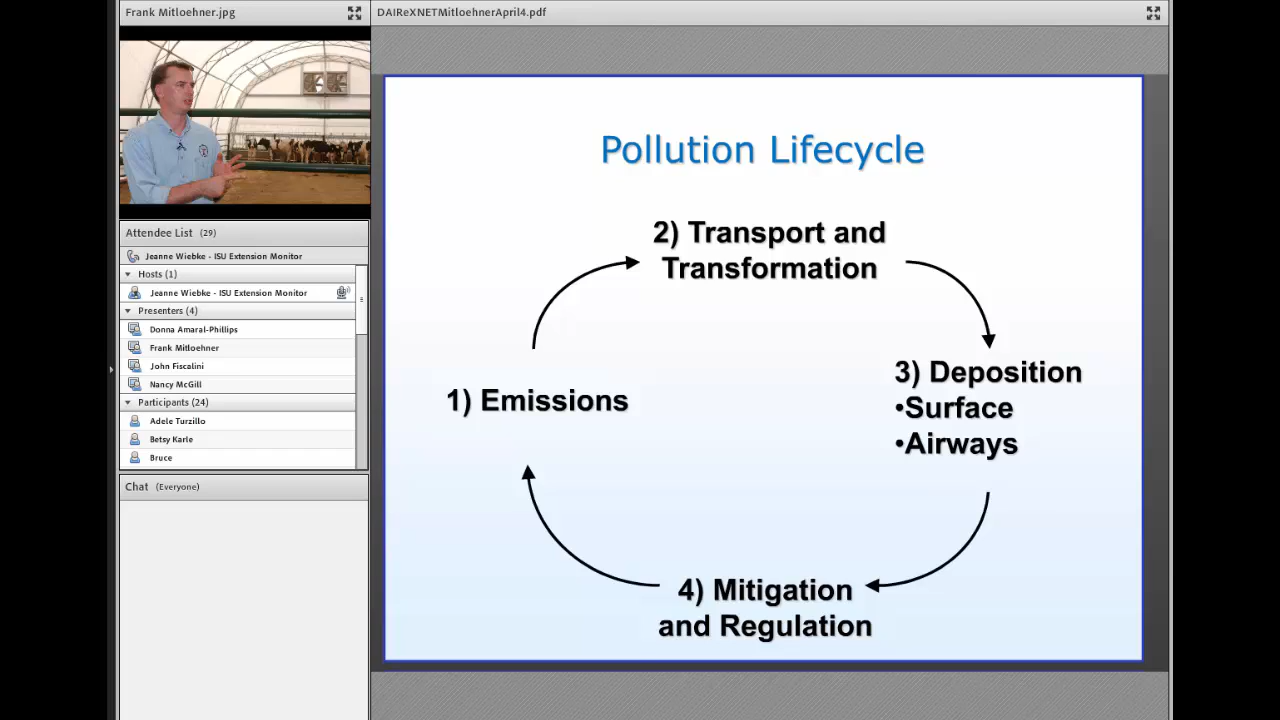 Frank Mitloehner.jpg
DAIReXNETMitloehnerApril4.pdf
Attendee List (29)
Jeanne Wiebke - ISU Extension Monitor
Hosts (1)
Jeanne Wiebke - ISU Extension Monitor
Presenters (4)
Donna Amaral-Phillips
Frank Mitloehner
John Fiscalini
Nancy McGill
Participants (24)
Adele Turzillo
Betsy Karle
Bruce
Chat (Everyone)
Pollution Lifecycle
2) Transport and
Transformation
3) Deposition
•Surface
•Airways
1) Emissions
4) Mitigation
and Regulation